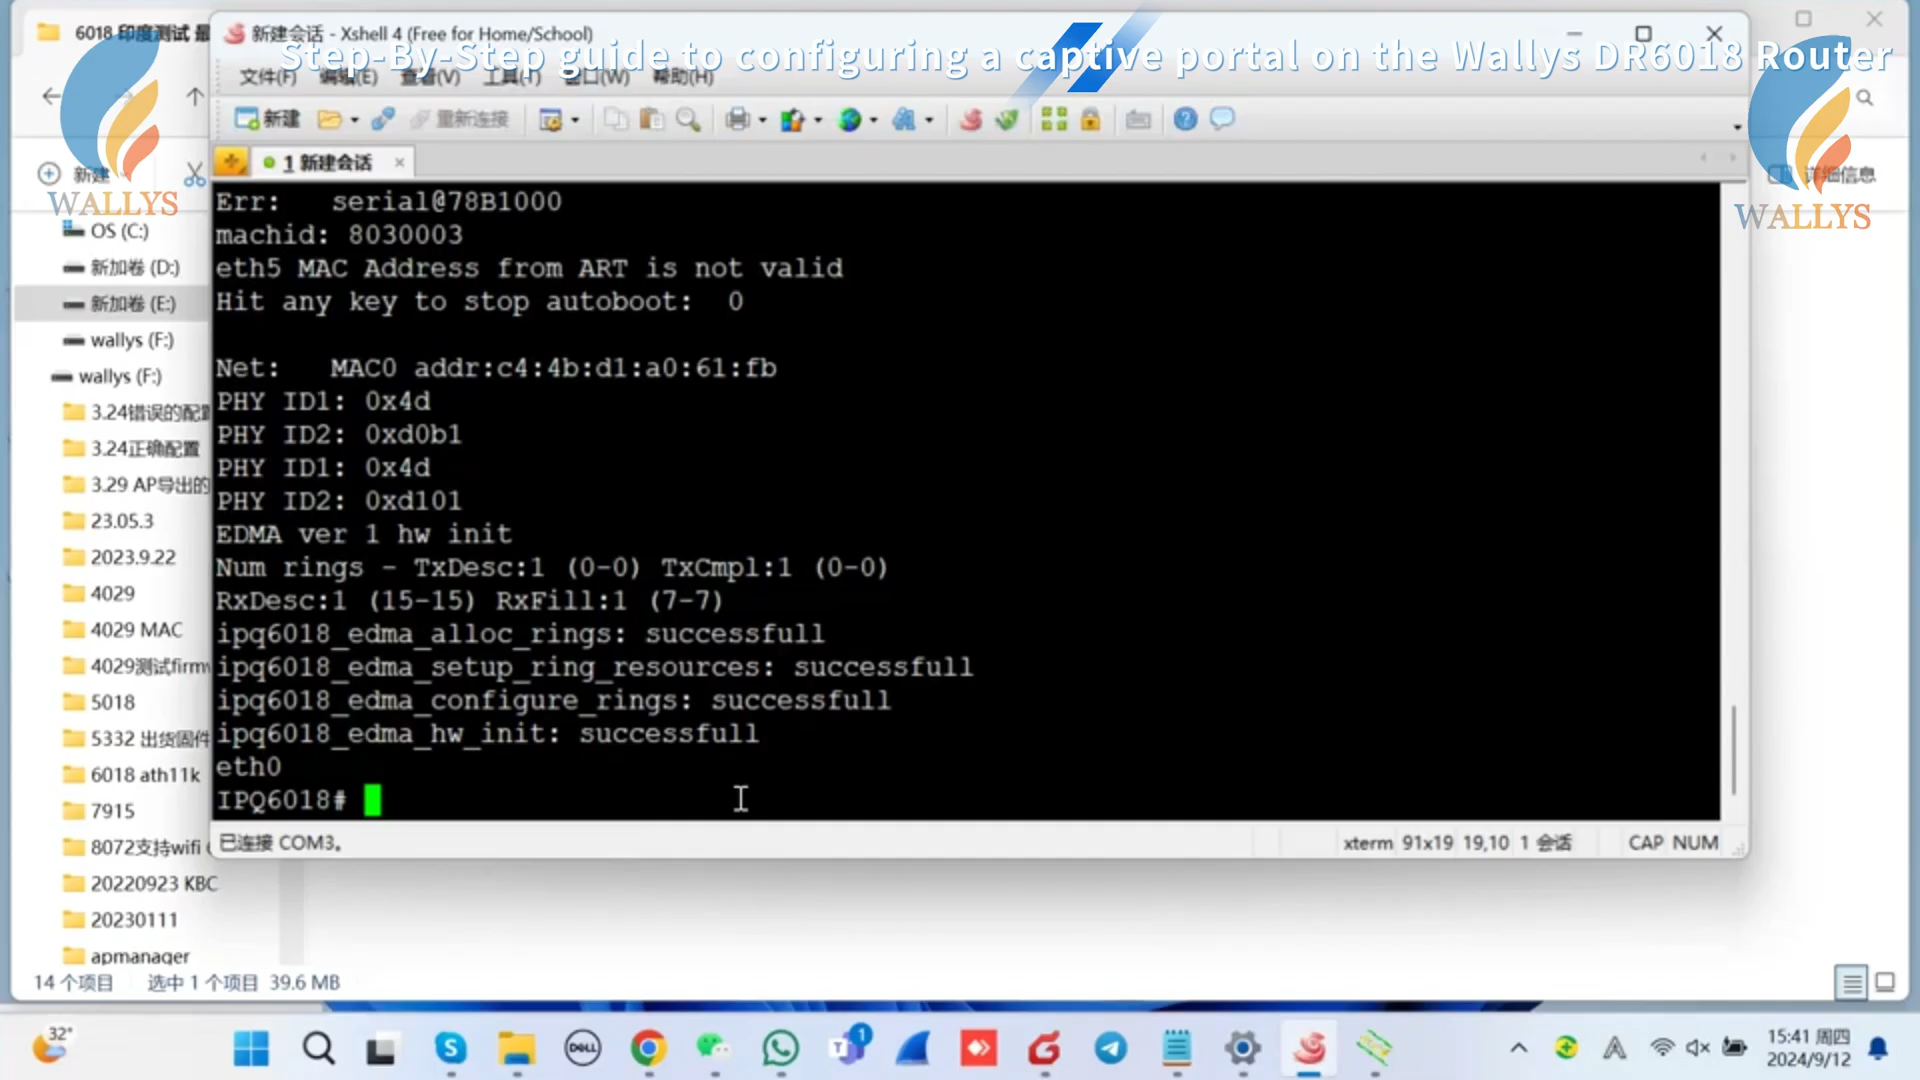 6018 印度测试 最
新建会话 - Xshell 4 (Free for Home/School)
Step-By-Step guide to configuring a captive portal on the Wallys DR6018 Router
文件(F) 编辑(E) 查看(V) 工具(T) 窗口(W) 帮助(H)
新建
重新连接
新建
详细信息
1 新建会话
WALLYS
WALLYS
OS (C:)
新加卷 (D:)
新加卷 (E:)
wallys (F:)
wallys (F:)
3.24错误的配置
3.24正确配置
3.29 AP导出的
23.05.3
2023.9.22
4029
4029 MAC
4029测试firmw
5018
5332 出货固件
6018 ath11k
7915
8072支持wifi 6
20220923 KBC
20230111
apmanager
Err:   serial@78B1000
machid: 8030003
eth5 MAC Address from ART is not valid
Hit any key to stop autoboot:  0
Net:   MAC0 addr:c4:4b:d1:a0:61:fb
PHY ID1: 0x4d
PHY ID2: 0xd0b1
PHY ID1: 0x4d
PHY ID2: 0xd101
EDMA ver 1 hw init
Num rings - TxDesc:1 (0-0) TxCmpl:1 (0-0)
RxDesc:1 (15-15) RxFill:1 (7-7)
ipq6018_edma_alloc_rings: successfull
ipq6018_edma_setup_ring_resources: successfull
ipq6018_edma_configure_rings: successfull
ipq6018_edma_hw_init: successfull
eth0
IPQ6018#
已连接 COM3。
xterm 91x19 19,10 1 会话 CAP NUM
14 个项目 选中 1 个项目 39.6 MB
32°
DELL
1
15:41 周四
2024/9/12